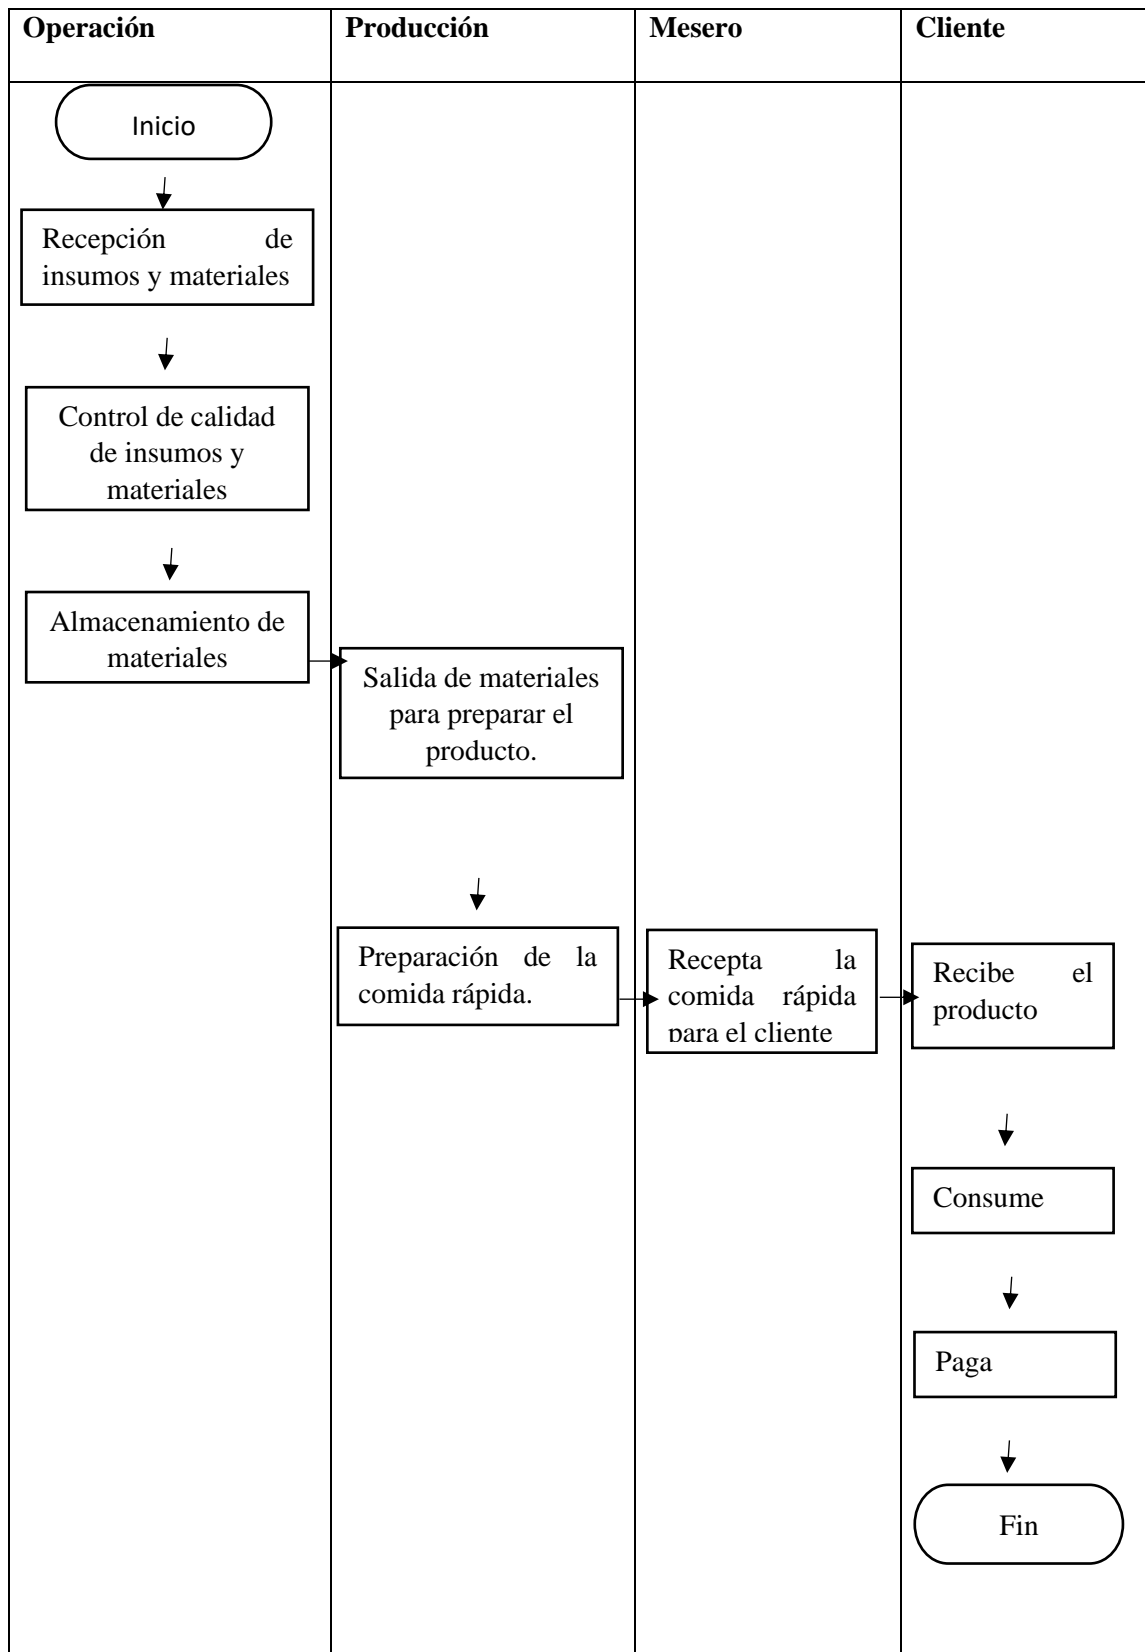 Operación
Producción
Mesero
Cliente
Inicio
Recepción de
insumos y materiales
Control de calidad
de insumos y
materiales
Almacenamiento de
materiales
Salida de materiales
para preparar el
producto.
Preparación de la
comida rápida.
Recepta la
comida rápida
para el cliente
Recibe el
producto
Consume
Paga
Fin